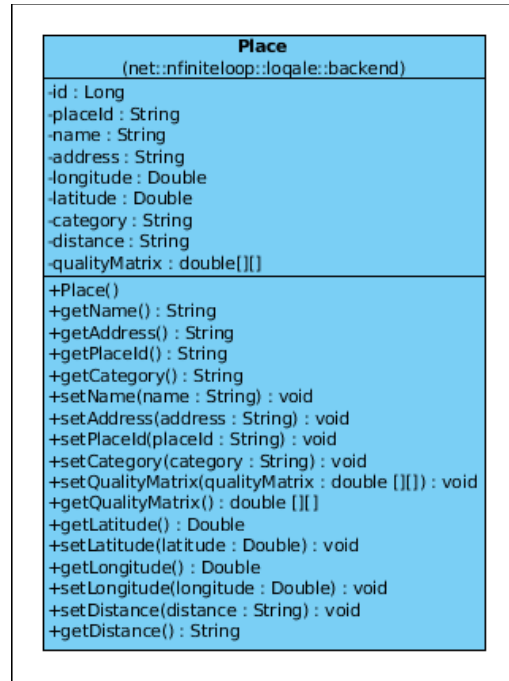 Place
(net::nfiniteloop::loqale::backend)
-id : Long
-placeId : String
-name : String
-address : String
-longitude : Double
-latitude : Double
-category : String
-distance : String
-qualityMatrix : double[][]
+Place()
+getName() : String
+getAddress() : String
+getPlaceId() : String
+getCategory() : String
+setName(name : String) : void
+setAddress(address : String) : void
+setPlaceId(placeId : String) : void
+setCategory(category : String) : void
+setQualityMatrix(qualityMatrix : double [][]) : void
+getQualityMatrix() : double [][]
+getLatitude() : Double
+setLatitude(latitude : Double) : void
+getLongitude() : Double
+setLongitude(longitude : Double) : void
+setDistance(distance : String) : void
+getDistance() : String